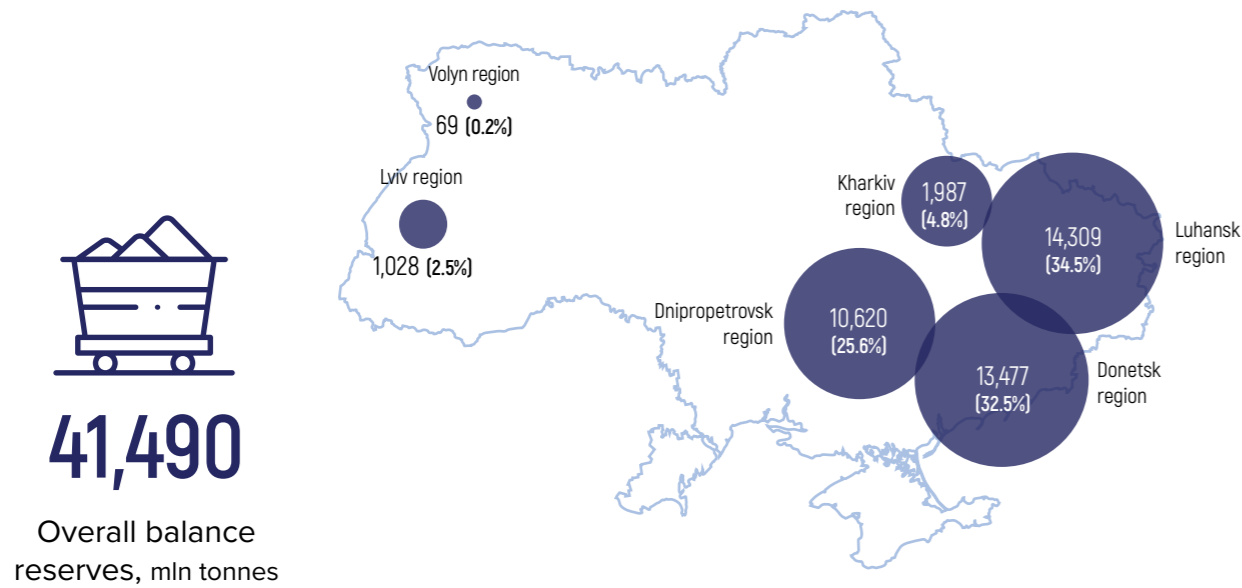 Volyn region
69 (0.2%)
Lviv region
1,028 (2.5%)
Kharkiv
region
1,987
(4.8%)
14,309
(34.5%)
Luhansk
region
Dnipropetrovsk
region
10,620
(25.6%)
13,477
(32.5%)
Donetsk
region
41,490
Overall balance
reserves, mln tonnes